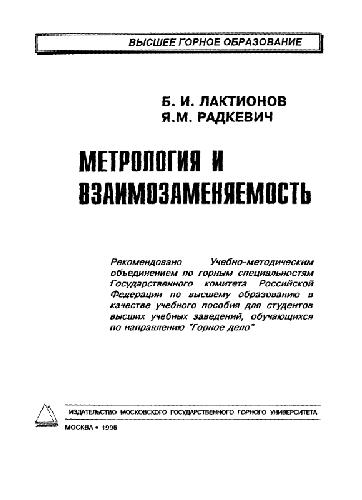 ВЫСШЕЕ ГОРНОЕ ОБРАЗОВАНИЕ
Б. И. ЛАКТИОНОВ
Я.М. РАДКЕВИЧ
МЕТРОЛОГИЯ И
ВЗАИМОЗАМЕНЯЕМОСТЬ
Рекомендовано Учебно-методическим
объединением по горным специальностям
Государственного комитета Российской
Федерации по высшему образованию в
качестве учебного пособия для студентов
высших учебных заведений, обучающихся
по направлению "Горное дело"
ИЗДАТЕЛЬСТВО МОСКОВСКОГО ГОСУДАРСТВЕННОГО ГОРНОГО УНИВЕРСИТЕТА
МОСКВА •